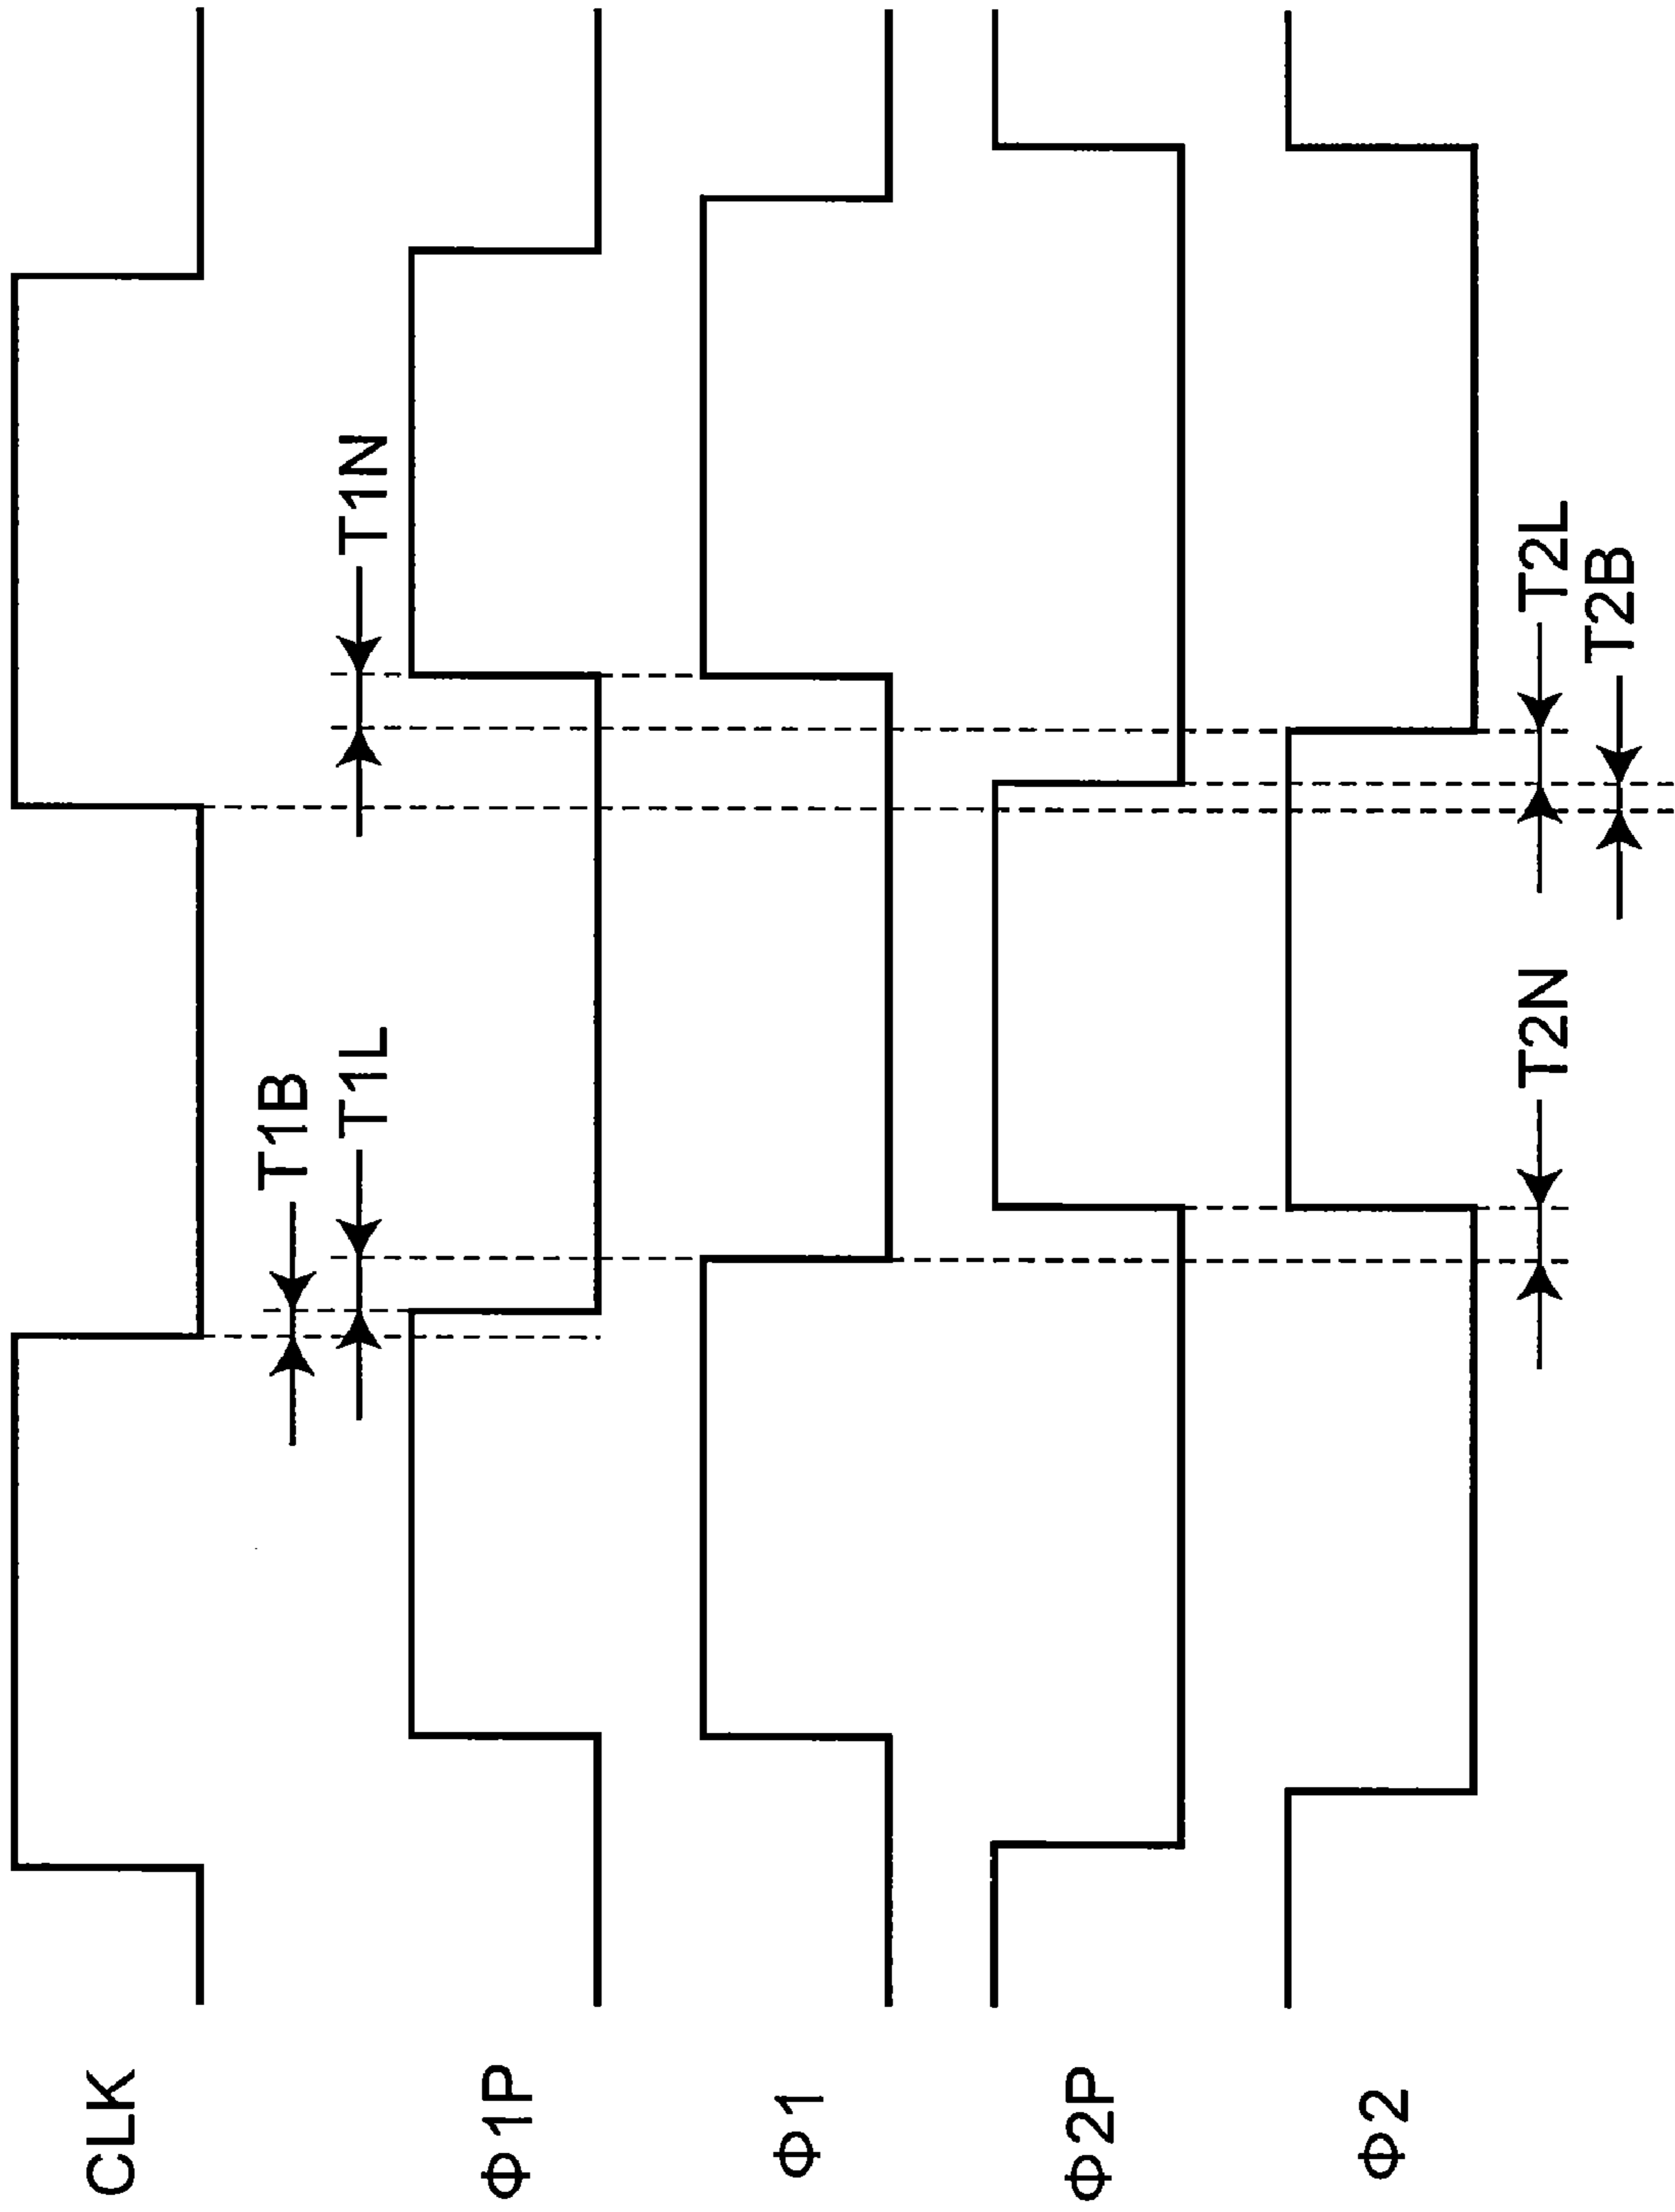 CLK
T1B
T1L
T1N
Φ1P
Φ1
Φ2P
Φ2
T2N
T2L
T2B